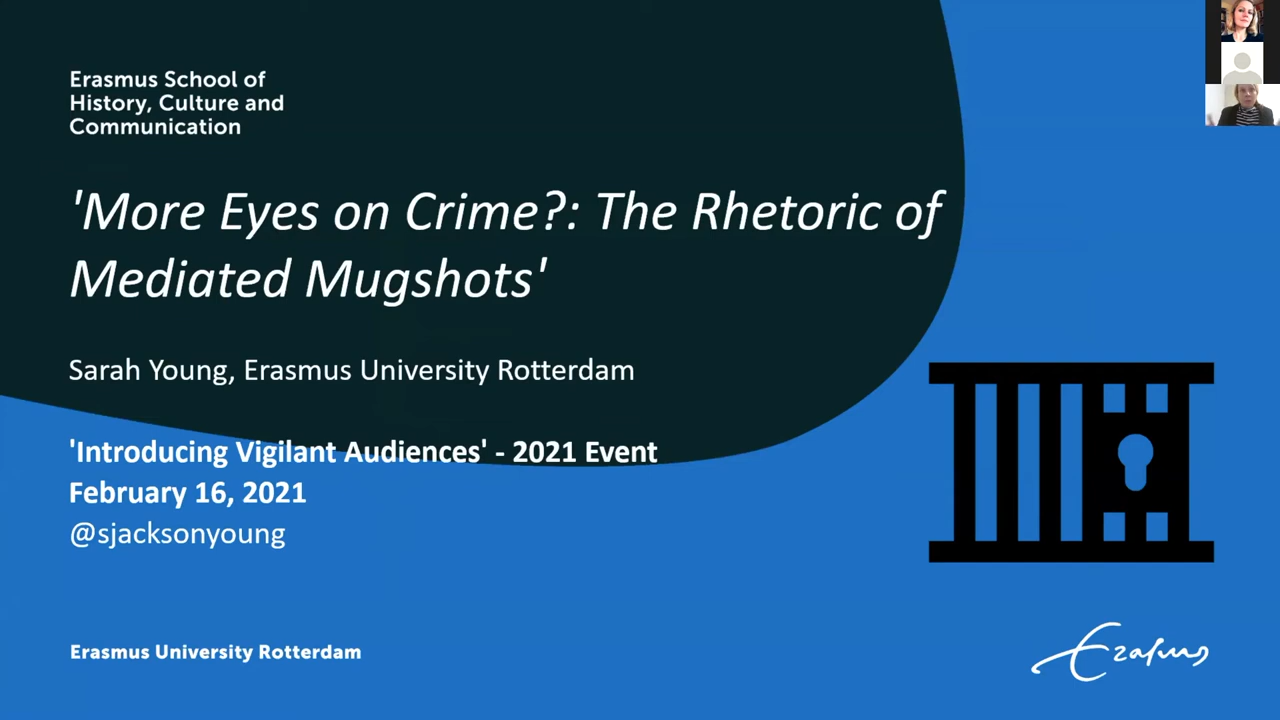 Erasmus School of
History, Culture and
Communication
'More Eyes on Crime?: The Rhetoric of
Mediated Mugshots'
Sarah Young, Erasmus University Rotterdam
'Introducing Vigilant Audiences' - 2021 Event
February 16, 2021
@sjacksonyoung
Erasmus University Rotterdam
Erasmus